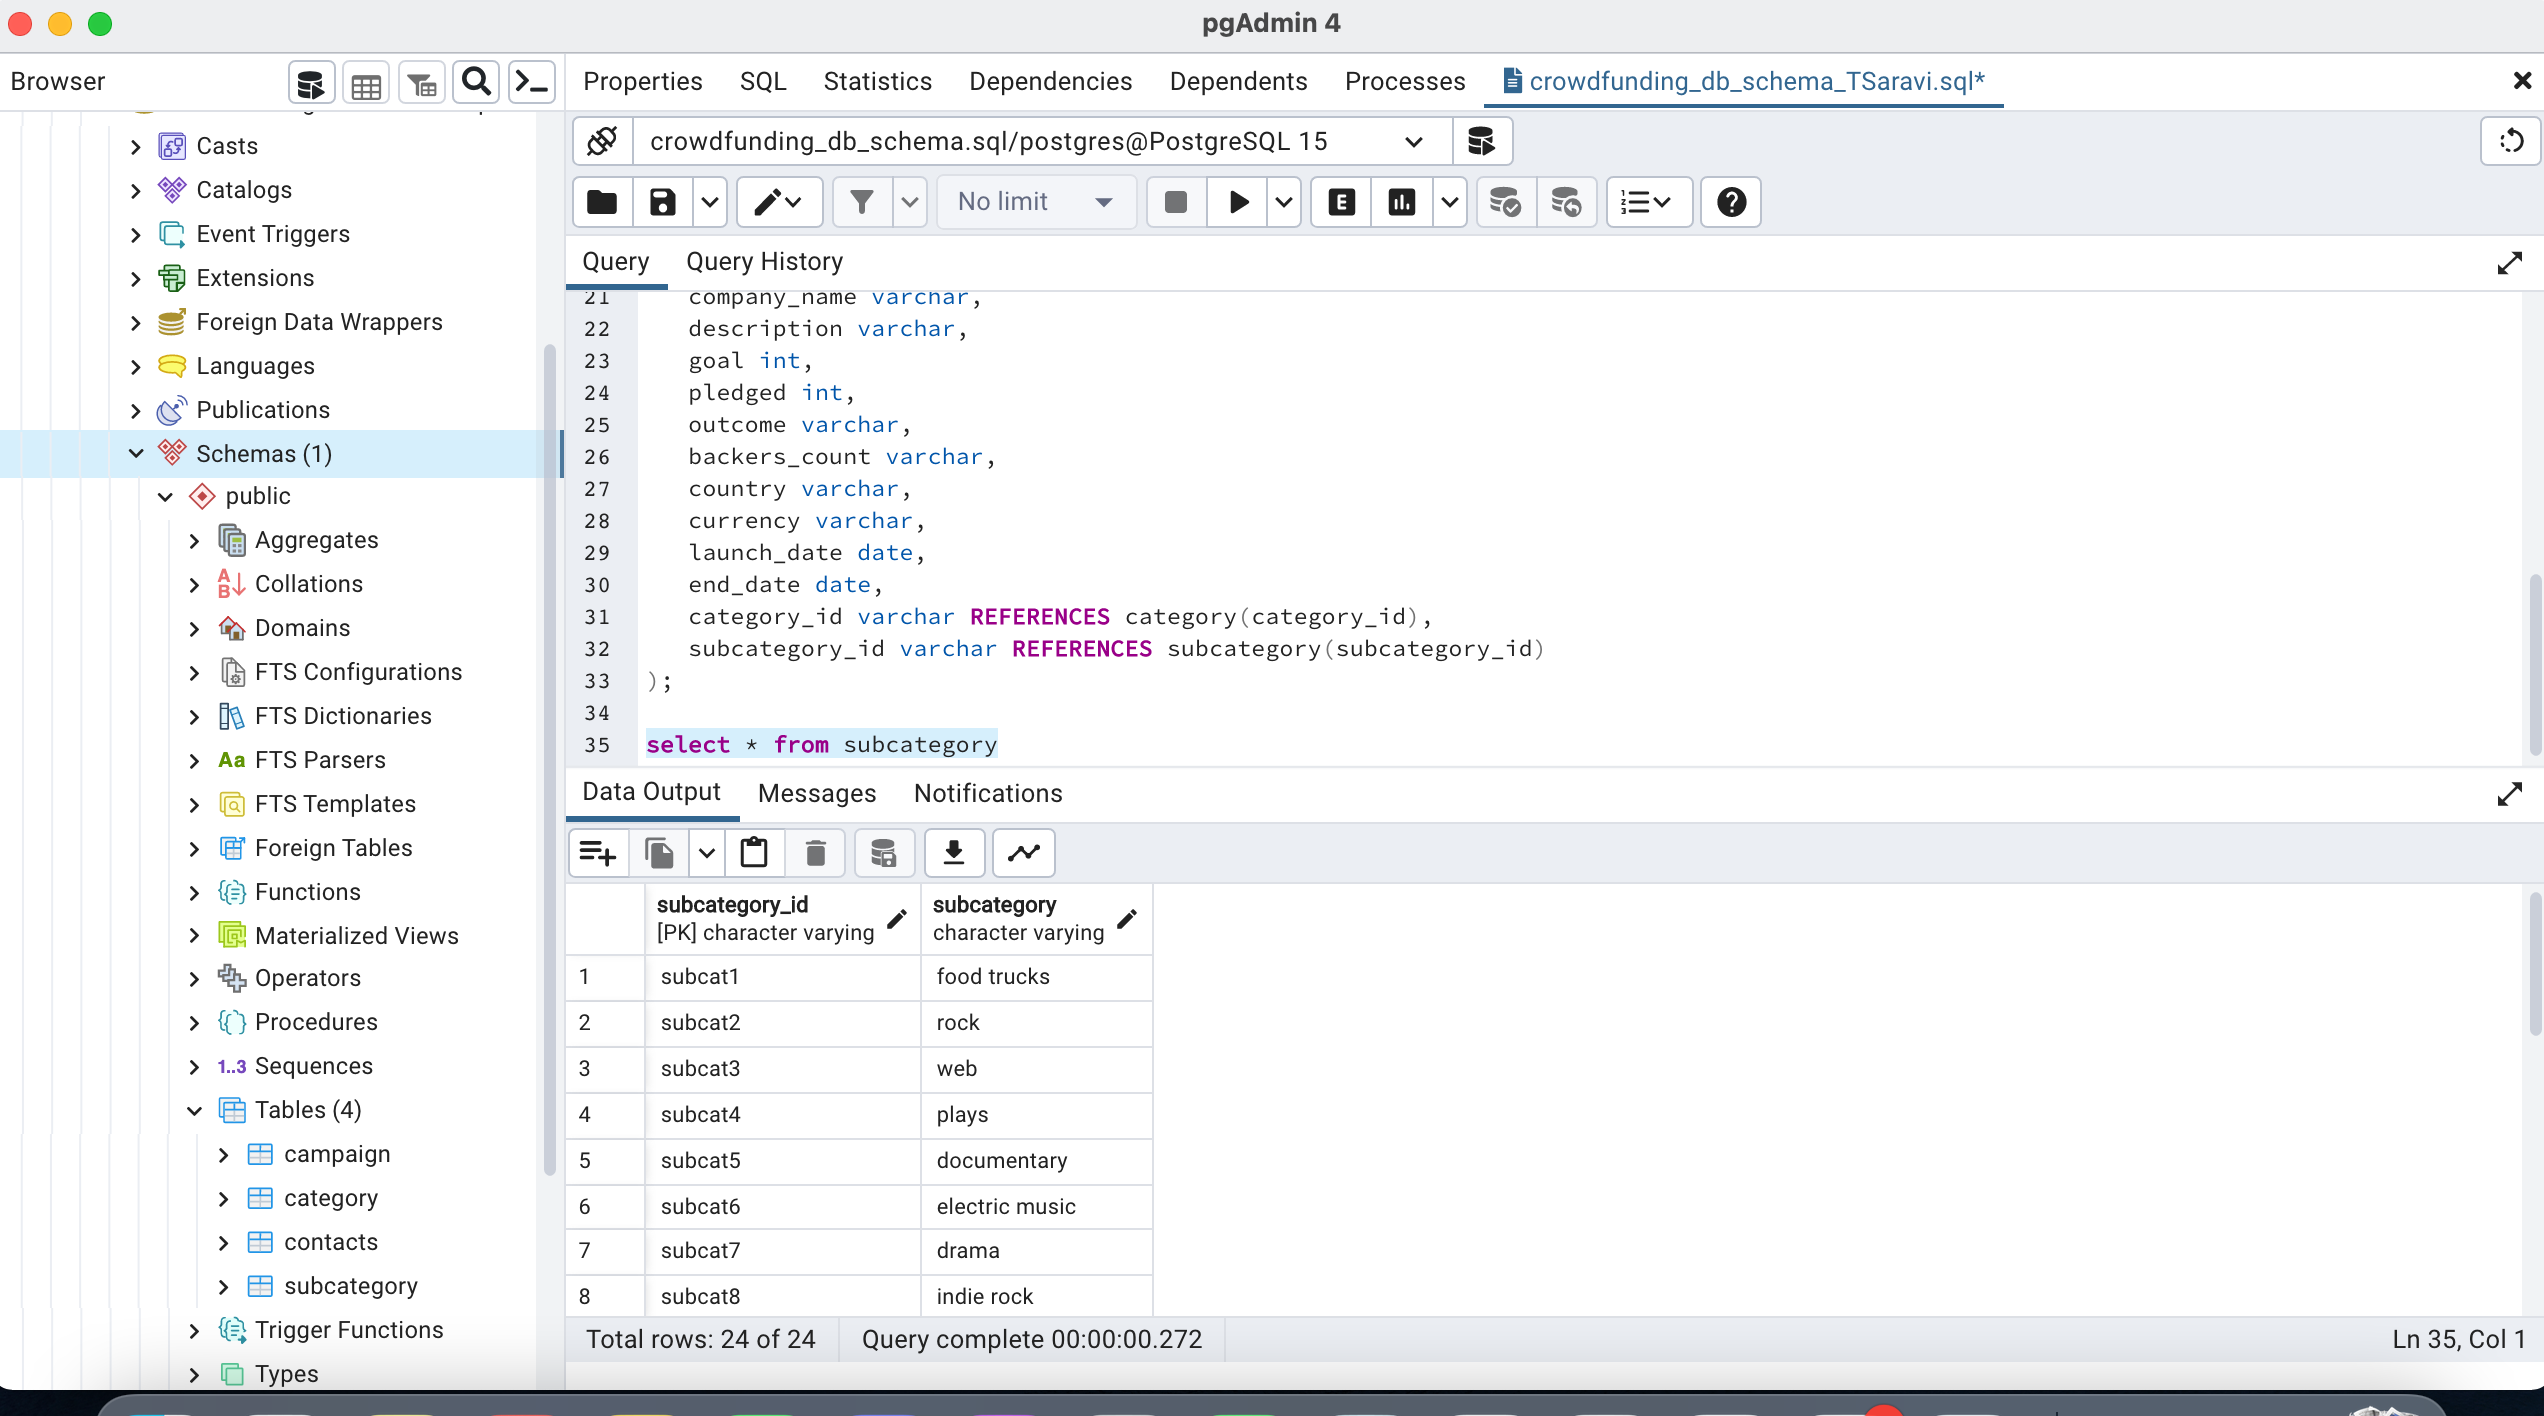 pgAdmin 4
Browser
Properties
SQL
Statistics
Dependencies
Dependents
Processes
crowdfunding_db_schema_TSaravi.sql*
Casts
Catalogs
Event Triggers
Extensions
Foreign Data Wrappers
Languages
Publications
Schemas (1)
public
Aggregates
Collations
Domains
FTS Configurations
FTS Dictionaries
Aa FTS Parsers
FTS Templates
Foreign Tables
Functions
Materialized Views
Operators
Procedures
1..3 Sequences
Tables (4)
campaign
category
contacts
subcategory
Trigger Functions
Types
crowdfunding_db_schema.sql/postgres@PostgreSQL 15
No limit
E
Query
Query History
21 company_name varchar,
22 description varchar,
23 goal int,
24 pledged int,
25 outcome varchar,
26 backers_count varchar,
27 country varchar,
28 currency varchar,
29 launch_date date,
30 end_date date,
31 category_id varchar REFERENCES category(category_id),
32 subcategory_id varchar REFERENCES subcategory(subcategory_id)
33 );
34
35 select * from subcategory
Data Output
Messages
Notifications
subcategory_id
[PK] character varying
subcategory
character varying
1 subcat1 food trucks
2 subcat2 rock
3 subcat3 web
4 subcat4 plays
5 subcat5 documentary
6 subcat6 electric music
7 subcat7 drama
8 subcat8 indie rock
Total rows: 24 of 24
Query complete 00:00:00.272
Ln 35, Col 1